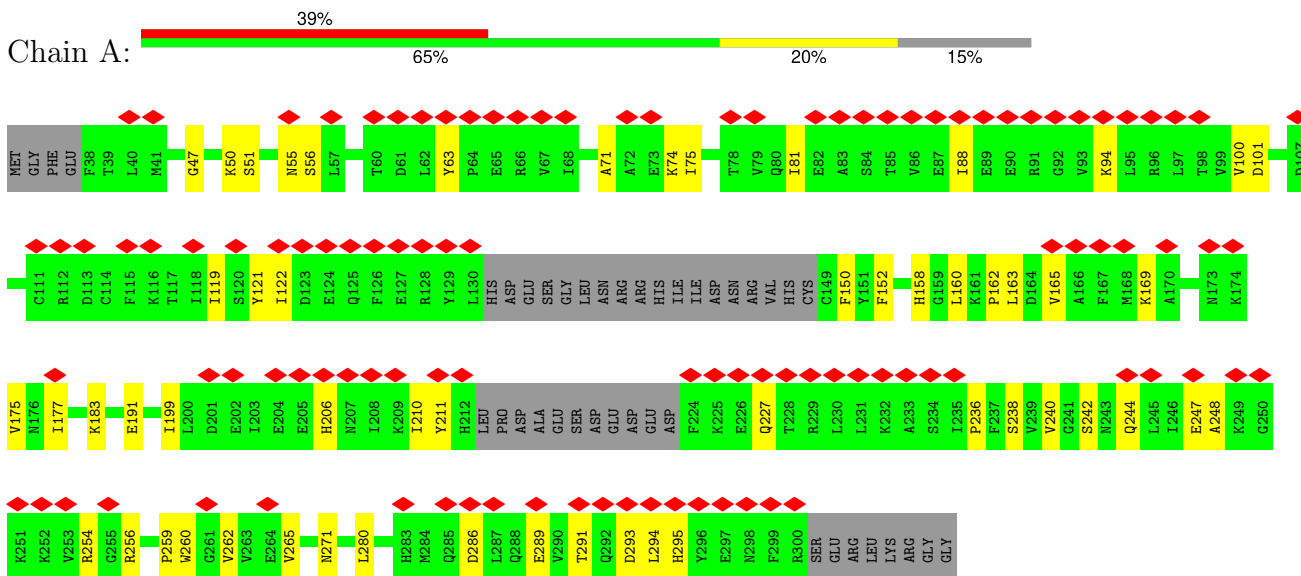 39%
Chain A:
65% 20% 15%
MET GLY PHE GLU F38 T39 L40 M41 G47 K50 S51 N55 S56 L57 T60 D61 L62 Y63 P64 E65 R66 V67 I68 A71 A72 E73 K74 I75 T78 V79 Q80 I81 E82 A83 S84 T85 V86 E87 I88 E89 E90 R91 G92 V93 K94 L95 R96 L97 T98 V99 V100 D101 D107
C111 R112 D113 C114 F115 K116 T117 I118 I119 S120 Y121 I122 D123 E124 Q125 F126 E127 R128 Y129 L130 HIS ASP GLU SER GLY LEU ASN ARG ARG HIS ILE ILE ASP ASN ARG VAL HIS CYS C149 F150 Y151 F152 H158 G159 L160 K161 P162 L163 D164 V165 A166 F167 M168 K169 A170 N173 K174
V175 N176 I177 K183 E191 I199 L200 D201 E202 I203 E204 E205 H206 N207 I208 K209 I210 Y211 H212 LEU PRO ASP ALA GLU SER ASP GLU ASP GLU ASP F224 K225 E226 Q227 T228 R229 L230 L231 K232 A233 S234 I235 P236 F237 S238 V239 V240 G241 S242 N243 Q244 L245 I246 E247 A248 K249 G250
K251 K252 V253 R254 G255 R256 P259 W260 G261 V262 V263 E264 V265 N271 L280 H283 M284 Q285 D286 L287 Q288 E289 V290 T291 Q292 D293 L294 H295 Y296 E297 N298 F299 R300 SER GLU ARG LEU LYS ARG GLY GLY